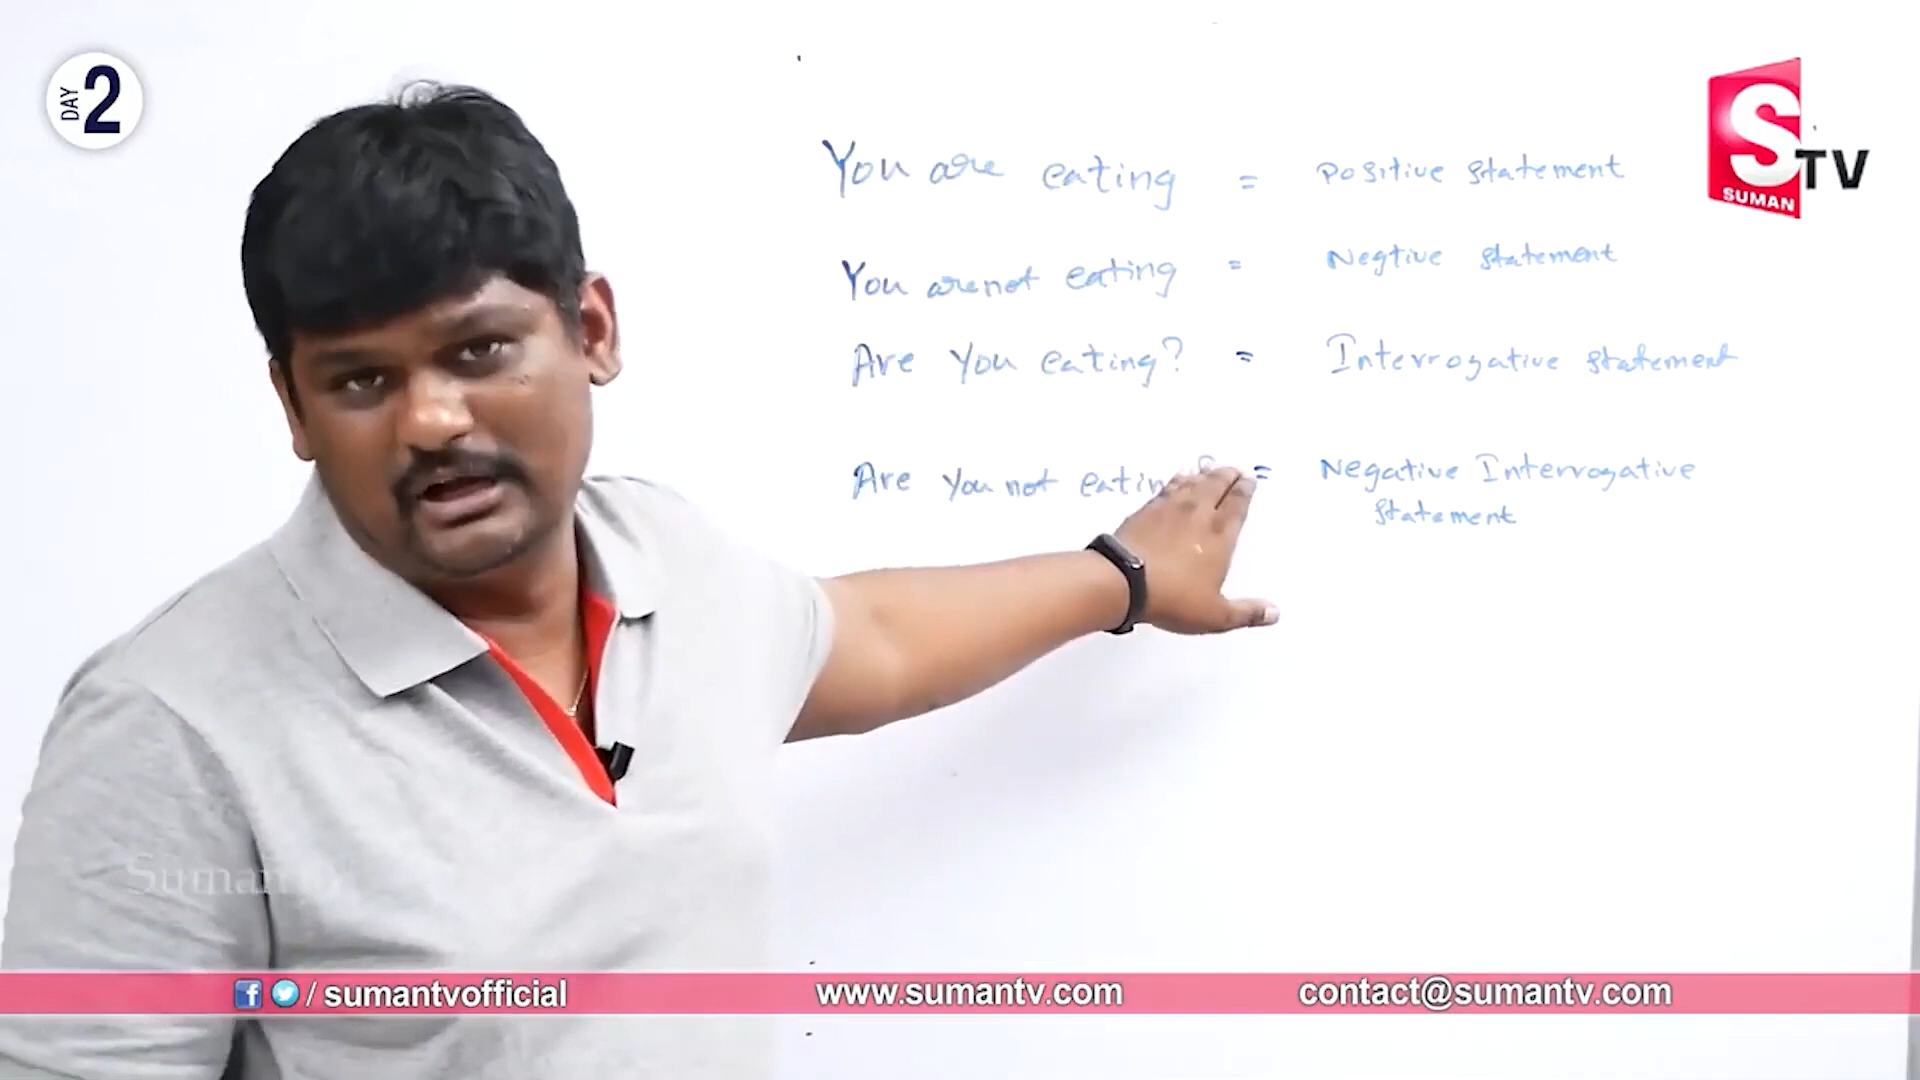 DAY 2
S TV
SUMAN
You are eating = Positive statement
You are not eating = Negtive statement
Are you eating? = Interrogative statement
Are you not = Negative Interrogative
statement
Suman
/ sumantvofficial
www.sumantv.com
contact@sumantv.com